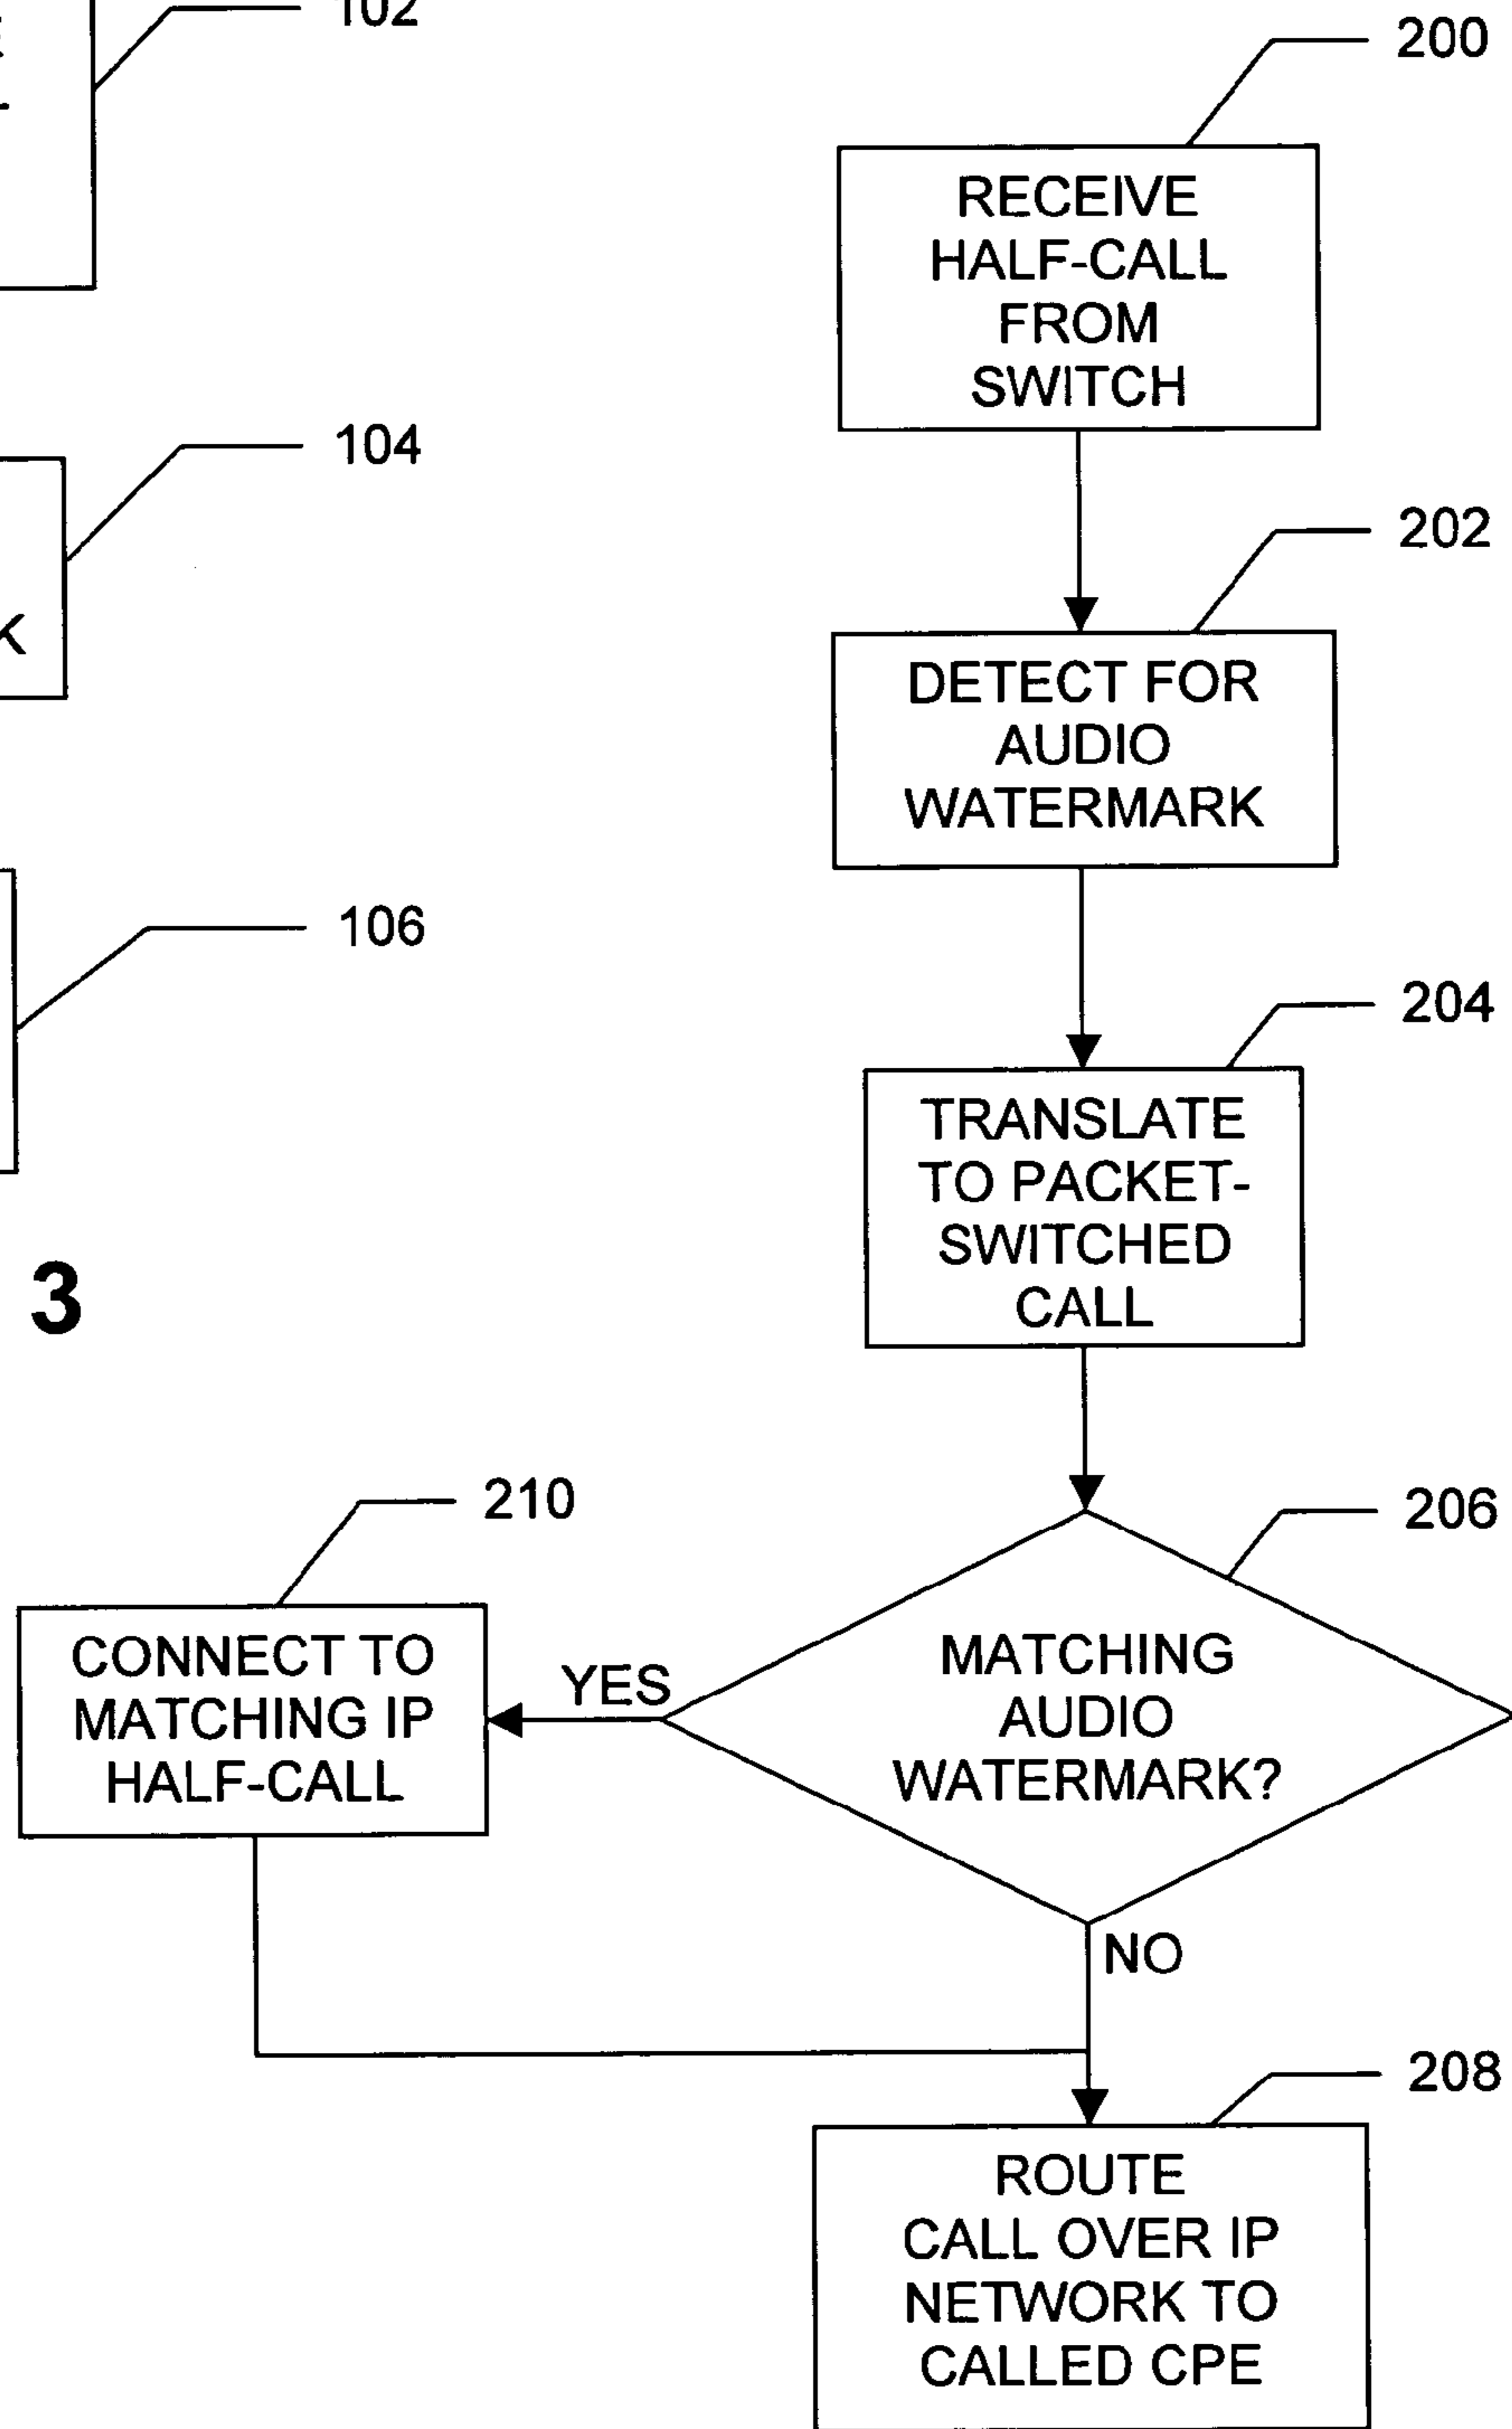 102
104
K
106
3
200
RECEIVE
HALF-CALL
FROM
SWITCH
202
DETECT FOR
AUDIO
WATERMARK
204
TRANSLATE
TO PACKET-
SWITCHED
CALL
206
MATCHING
AUDIO
WATERMARK?
YES
NO
210
CONNECT TO
MATCHING IP
HALF-CALL
208
ROUTE
CALL OVER IP
NETWORK TO
CALLED CPE